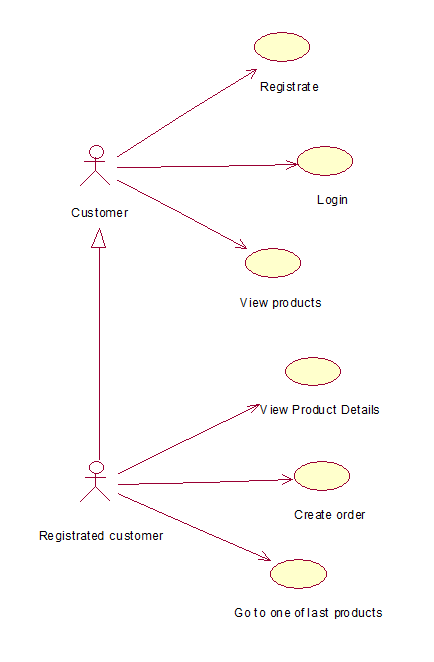 Registrate
Login
Customer
View products
View Product Details
Create order
Registrated customer
Go to one of last products